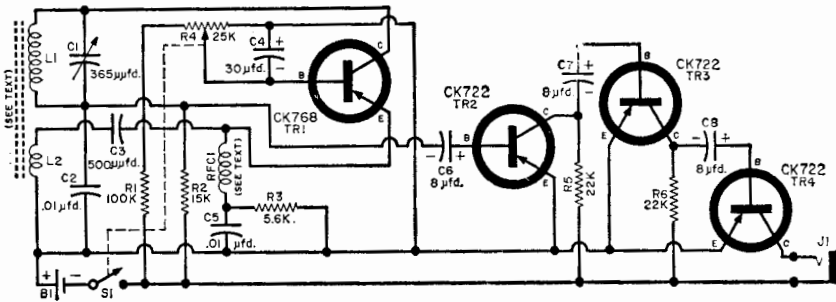 (SEE TEXT)
L1
C1
365μμfd.
R4
25K
C4
+
30μfd.
B
C
E
CK768
TR1
L2
C3
500μμfd.
C2
.01μfd.
R1
100K
R2
15K
RFC1
(SEE TEXT)
R3
5.6K.
C5
.01 μfd.
+
B1
-
S1
-
+
C6
8μfd.
CK722
TR2
B
C
E
C7
+
-
8μfd.
R5
22K
CK722
TR3
B
E
C
R6
22K
C8
-
+
8μfd.
CK722
TR4
B
E
C
J1